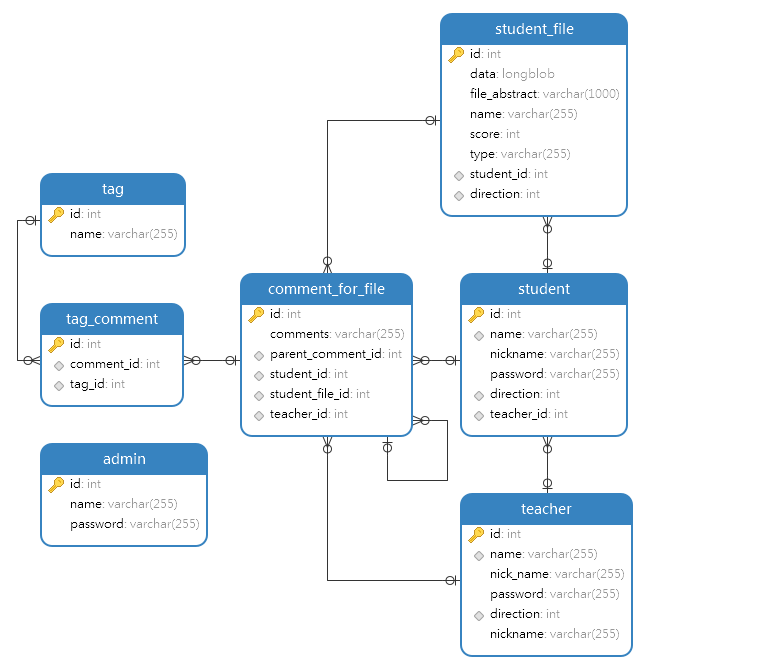 student_file
id: int
data: longblob
file_abstract: varchar(1000)
name: varchar(255)
score: int
type: varchar(255)
student_id: int
direction: int
tag
id: int
name: varchar(255)
tag_comment
id: int
comment_id: int
tag_id: int
comment_for_file
id: int
comments: varchar(255)
parent_comment_id: int
student_id: int
student_file_id: int
teacher_id: int
student
id: int
name: varchar(255)
nickname: varchar(255)
password: varchar(255)
direction: int
teacher_id: int
admin
id: int
name: varchar(255)
password: varchar(255)
teacher
id: int
name: varchar(255)
nick_name: varchar(255)
password: varchar(255)
direction: int
nickname: varchar(255)